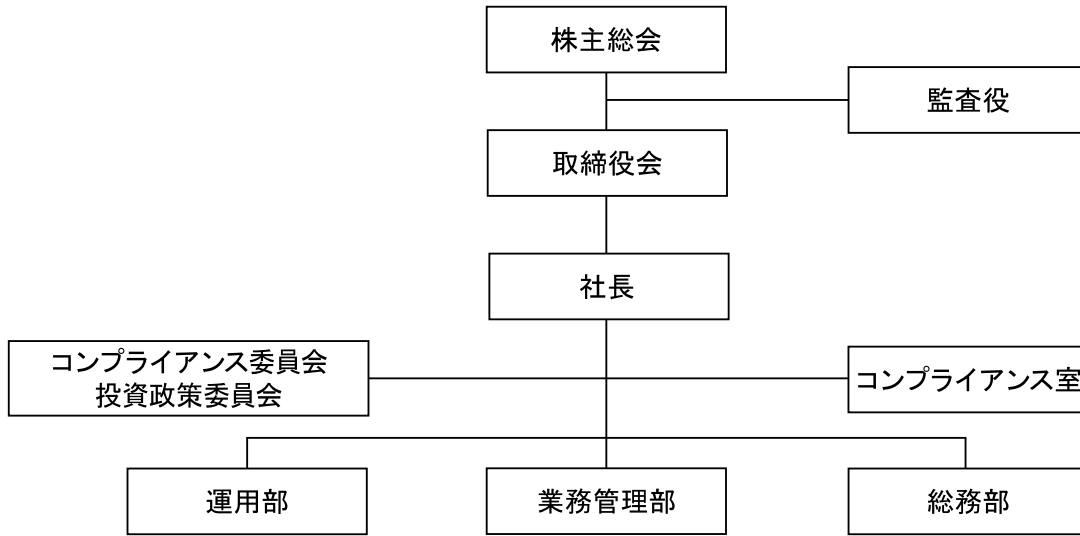 株主総会
監査役
取締役会
社長
コンプライアンス委員会
投資政策委員会
コンプライアンス室
運用部
業務管理部
総務部